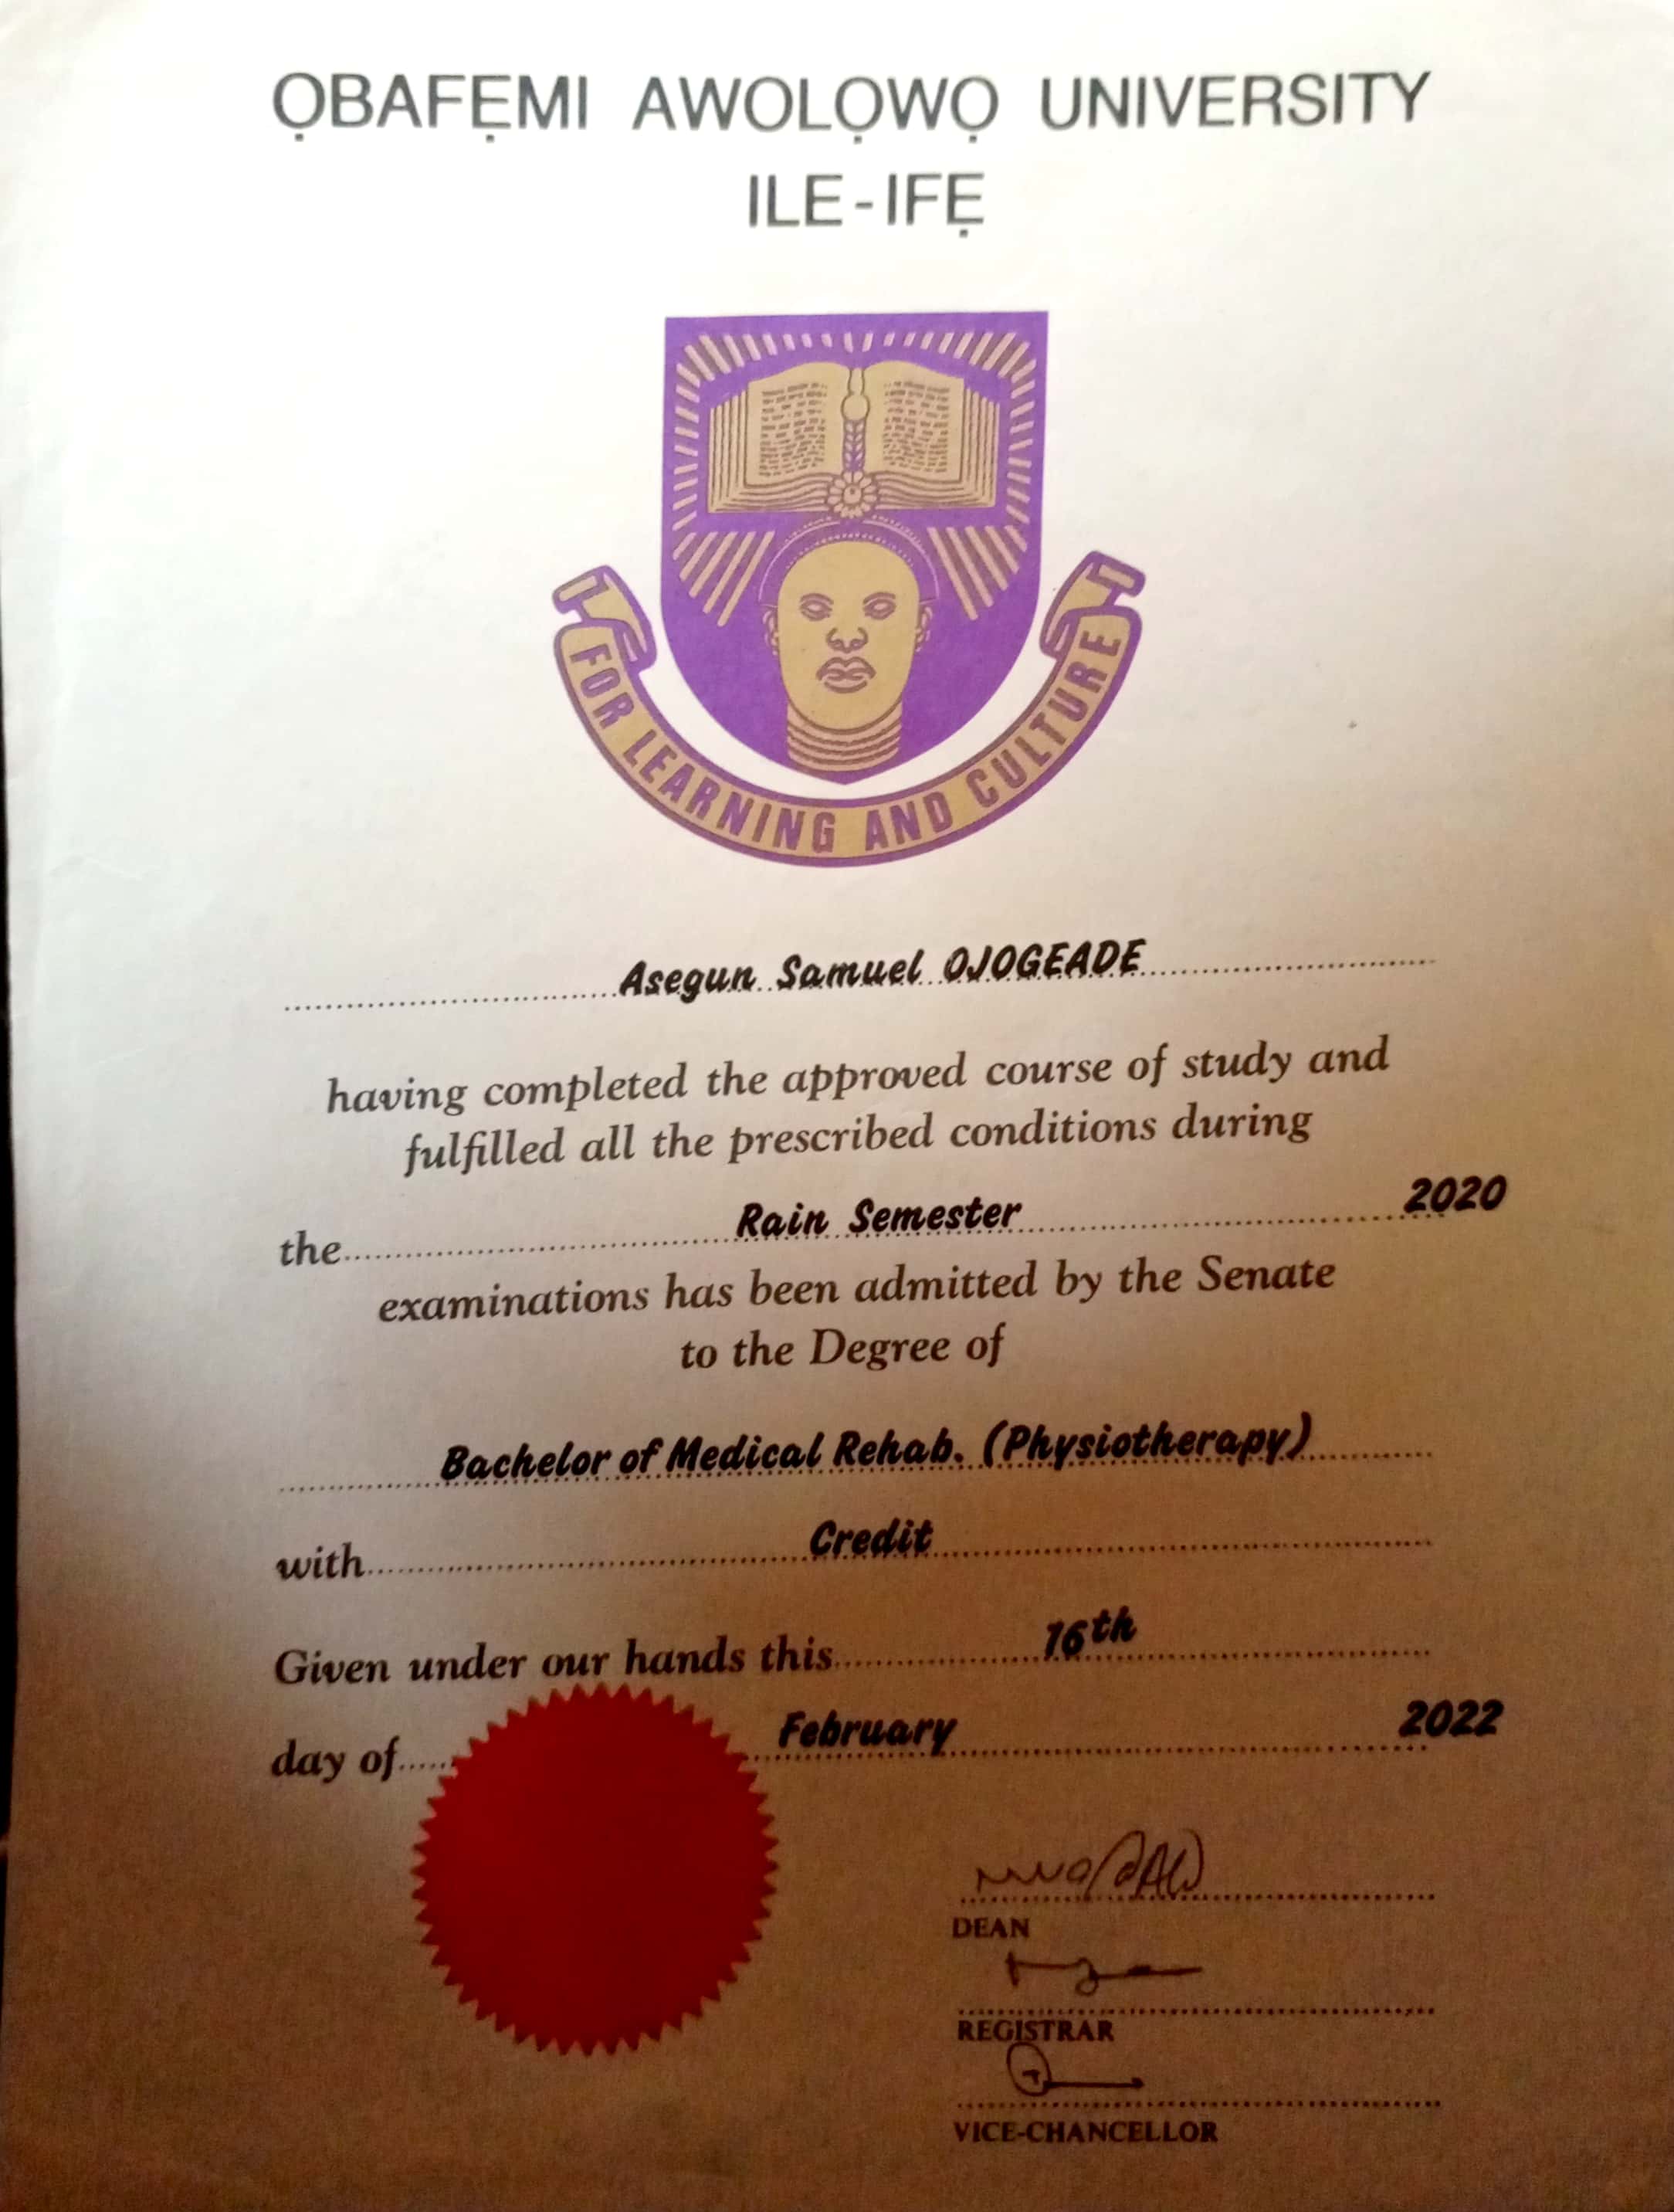 ỌBAFẸMI AWOLỌWỌ UNIVERSITY
ILE-IFẸ
FOR LEARNING AND CULTURE
Asegun Samuel OJOGEADE
having completed the approved course of study and
fulfilled all the prescribed conditions during
the Rain Semester 2020
examinations has been admitted by the Senate
to the Degree of
Bachelor of Medical Rehab. (Physiotherapy)
with Credit
Given under our hands this 16th
day of February 2022
DEAN
REGISTRAR
VICE-CHANCELLOR